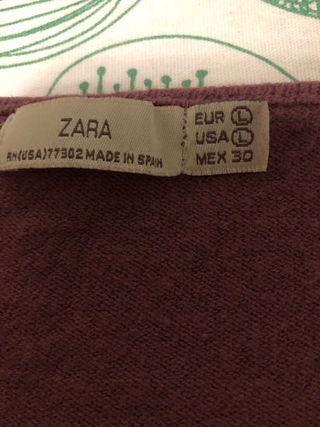 ZARA
RN(USA)77302 MADE IN SPAIN
EUR L
USA L
MEX 30